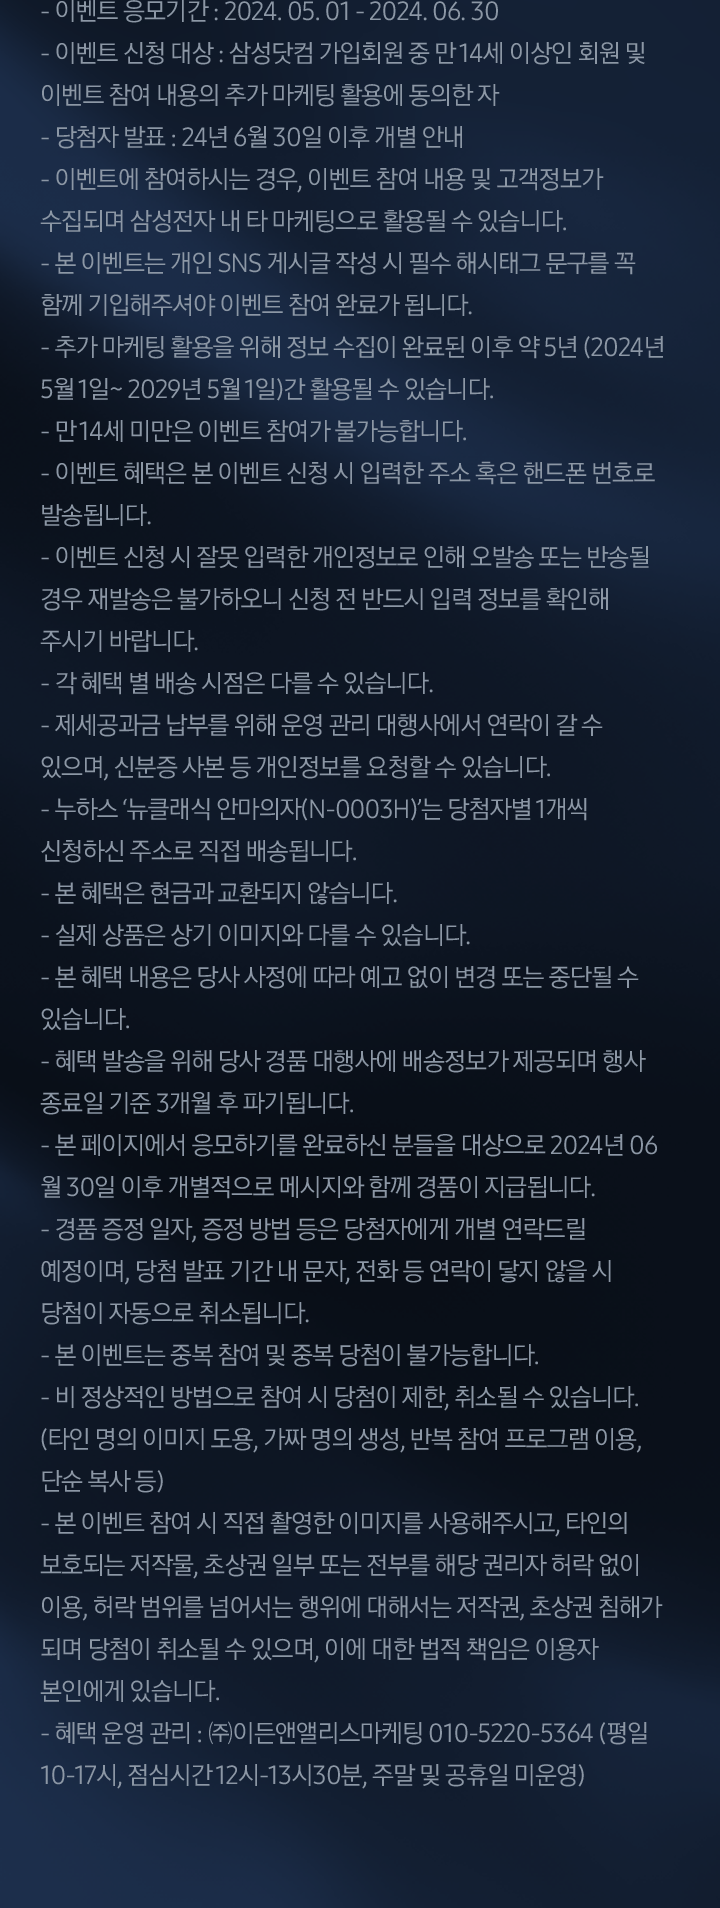 - 이벤트 응모기간 : 2024. 05. 01 - 2024. 06. 30
- 이벤트 신청 대상 : 삼성닷컴 가입회원 중 만14세 이상인 회원 및
이벤트 참여 내용의 추가 마케팅 활용에 동의한 자
- 당첨자 발표 : 24년 6월 30일 이후 개별 안내
- 이벤트에 참여하시는 경우, 이벤트 참여 내용 및 고객정보가
수집되며 삼성전자 내 타 마케팅으로 활용될 수 있습니다.
- 본 이벤트는 개인 SNS 게시글 작성 시 필수 해시태그 문구를 꼭
함께 기입해주셔야 이벤트 참여 완료가 됩니다.
- 추가 마케팅 활용을 위해 정보 수집이 완료된 이후 약 5년 (2024년
5월 1일~ 2029년 5월 1일)간 활용될 수 있습니다.
- 만14세 미만은 이벤트 참여가 불가능합니다.
- 이벤트 혜택은 본 이벤트 신청 시 입력한 주소 혹은 핸드폰 번호로
발송됩니다.
- 이벤트 신청 시 잘못 입력한 개인정보로 인해 오발송 또는 반송될
경우 재발송은 불가하오니 신청 전 반드시 입력 정보를 확인해
주시기 바랍니다.
- 각 혜택 별 배송 시점은 다를 수 있습니다.
- 제세공과금 납부를 위해 운영 관리 대행사에서 연락이 갈 수
있으며, 신분증 사본 등 개인정보를 요청할 수 있습니다.
- 누하스 ‘뉴클래식 안마의자(N-0003H)’는 당첨자별 1개씩
신청하신 주소로 직접 배송됩니다.
- 본 혜택은 현금과 교환되지 않습니다.
- 실제 상품은 상기 이미지와 다를 수 있습니다.
- 본 혜택 내용은 당사 사정에 따라 예고 없이 변경 또는 중단될 수
있습니다.
- 혜택 발송을 위해 당사 경품 대행사에 배송정보가 제공되며 행사
종료일 기준 3개월 후 파기됩니다.
- 본 페이지에서 응모하기를 완료하신 분들을 대상으로 2024년 06
월 30일 이후 개별적으로 메시지와 함께 경품이 지급됩니다.
- 경품 증정 일자, 증정 방법 등은 당첨자에게 개별 연락드릴
예정이며, 당첨 발표 기간 내 문자, 전화 등 연락이 닿지 않을 시
당첨이 자동으로 취소됩니다.
- 본 이벤트는 중복 참여 및 중복 당첨이 불가능합니다.
- 비 정상적인 방법으로 참여 시 당첨이 제한, 취소될 수 있습니다.
(타인 명의 이미지 도용, 가짜 명의 생성, 반복 참여 프로그램 이용,
단순 복사 등)
- 본 이벤트 참여 시 직접 촬영한 이미지를 사용해주시고, 타인의
보호되는 저작물, 초상권 일부 또는 전부를 해당 권리자 허락 없이
이용, 허락 범위를 넘어서는 행위에 대해서는 저작권, 초상권 침해가
되며 당첨이 취소될 수 있으며, 이에 대한 법적 책임은 이용자
본인에게 있습니다.
- 혜택 운영 관리 : ㈜이든앤앨리스마케팅 010-5220-5364 (평일
10-17시, 점심시간 12시-13시30분, 주말 및 공휴일 미운영)